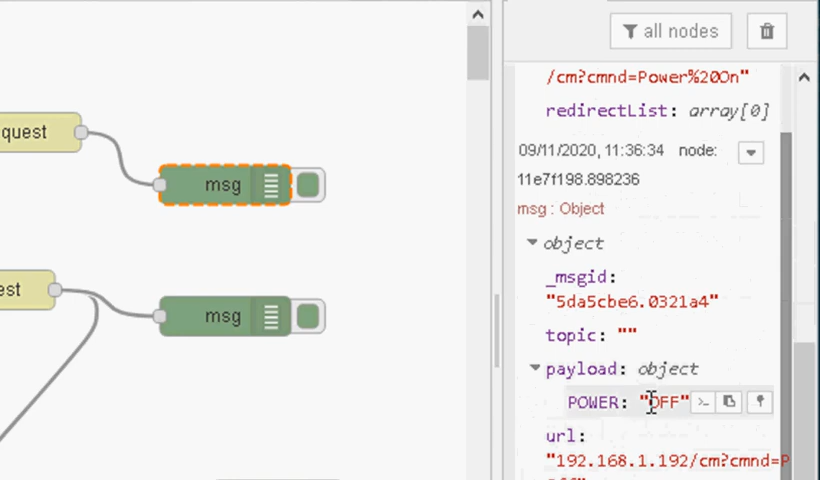 all nodes
/cm?cmnd=Power%20On"
redirectList: array[0]
quest
msg
09/11/2020, 11:36:34 node:
11e7f198.898236
msg : Object
object
_msgid:
"5da5cbe6.0321a4"
est
msg
topic: ""
payload: object
POWER: "OFF"
url:
"192.168.1.192/cm?cmnd=P